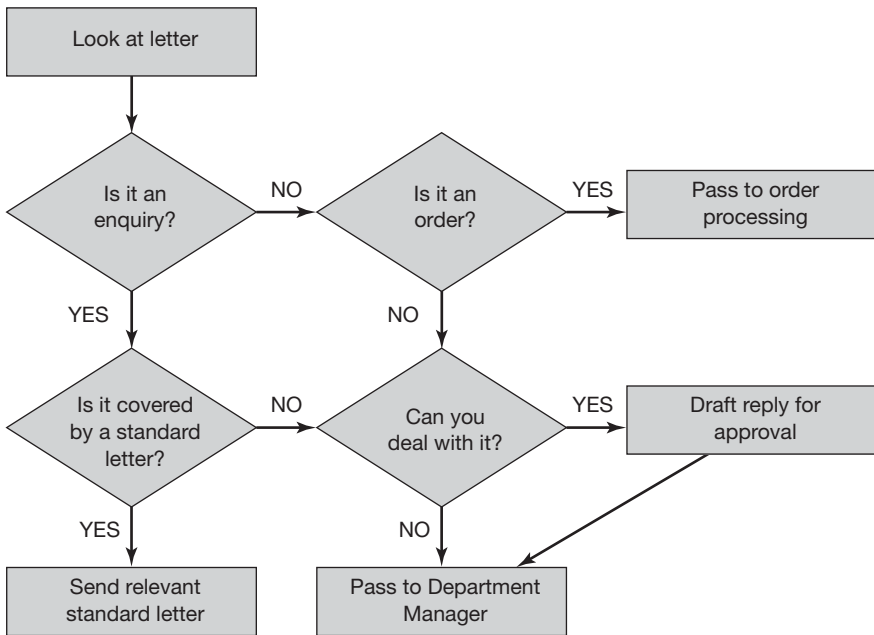 Look at letter
Is it an
enquiry?
NO
Is it an
order?
YES
Pass to order
processing
YES
NO
Is it covered
by a standard
letter?
NO
Can you
deal with it?
YES
Draft reply for
approval
YES
NO
Send relevant
standard letter
Pass to Department
Manager